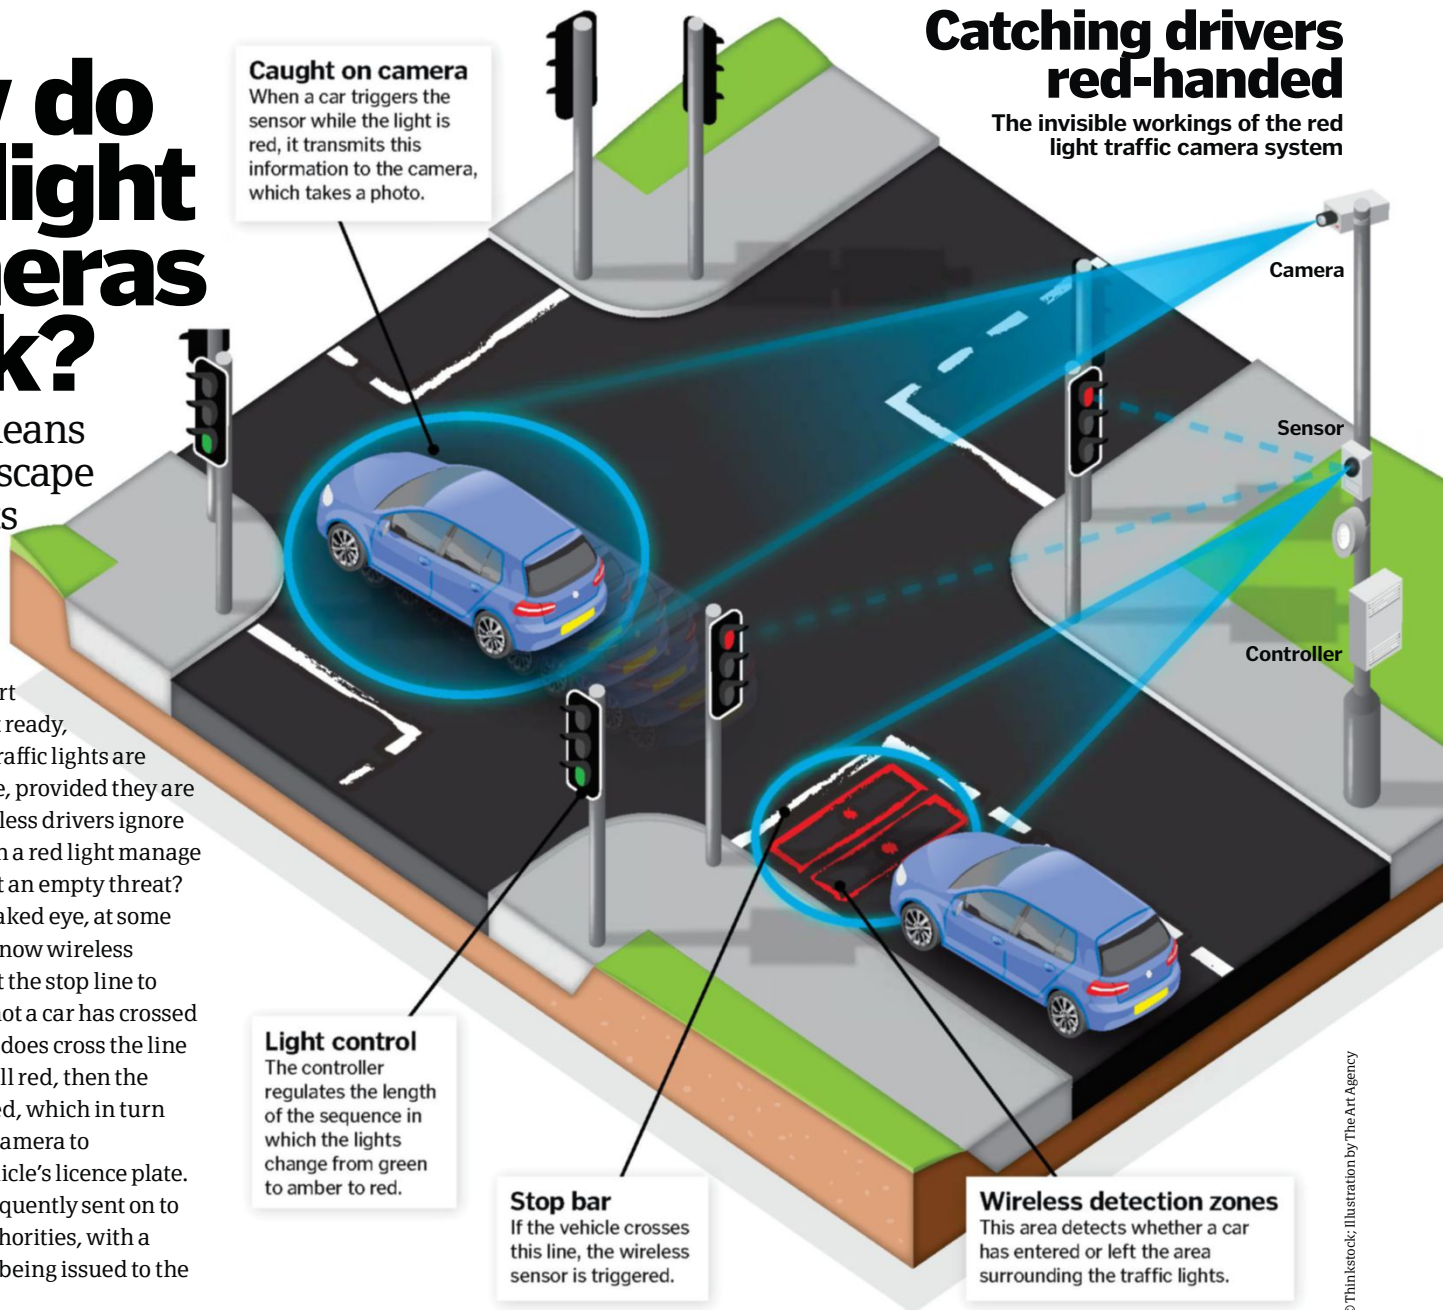 do
light
eras
k?
eans
scape
s
rt
ready,
raffic lights are
e, provided they are
less drivers ignore
n a red light manage
t an empty threat?
aked eye, at some
now wireless
t the stop line to
not a car has crossed
does cross the line
ll red, then the
ed, which in turn
amera to
icle's licence plate.
quently sent on to
horities, with a
being issued to the
Caught on camera
When a car triggers the
sensor while the light is
red, it transmits this
information to the camera,
which takes a photo.
Catching drivers
red-handed
The invisible workings of the red
light traffic camera system
Camera
Sensor
Controller
Light control
The controller
regulates the length
of the sequence in
which the lights
change from green
to amber to red.
Stop bar
If the vehicle crosses
this line, the wireless
sensor is triggered.
Wireless detection zones
This area detects whether a car
has entered or left the area
surrounding the traffic lights.
© Thinkstock; Illustration by The Art Agency